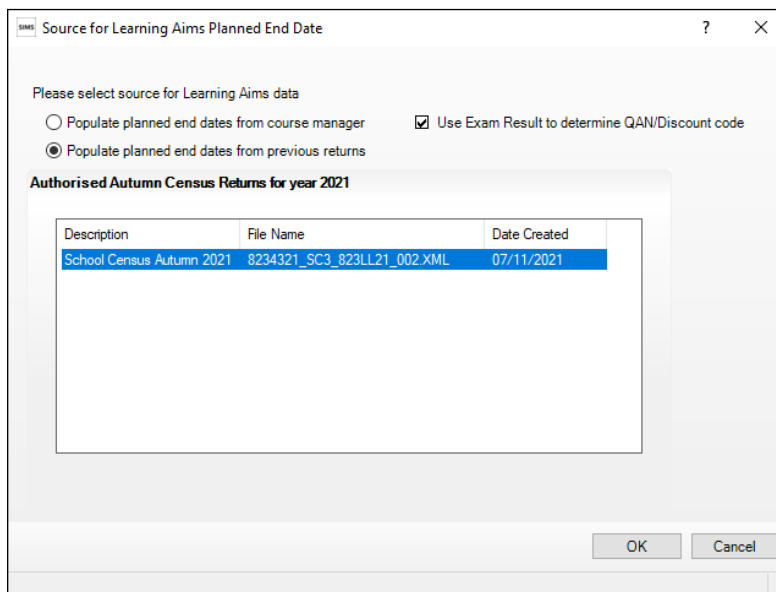 SIMS Source for Learning Aims Planned End Date ?
Please select source for Learning Aims data
Populate planned end dates from course manager Use Exam Result to determine QAN/Discount code
Populate planned end dates from previous returns
Authorised Autumn Census Returns for year 2021
Description File Name Date Created
School Census Autumn 2021 8234321_SC3_823LL21_002.XML 07/11/2021
OK Cancel